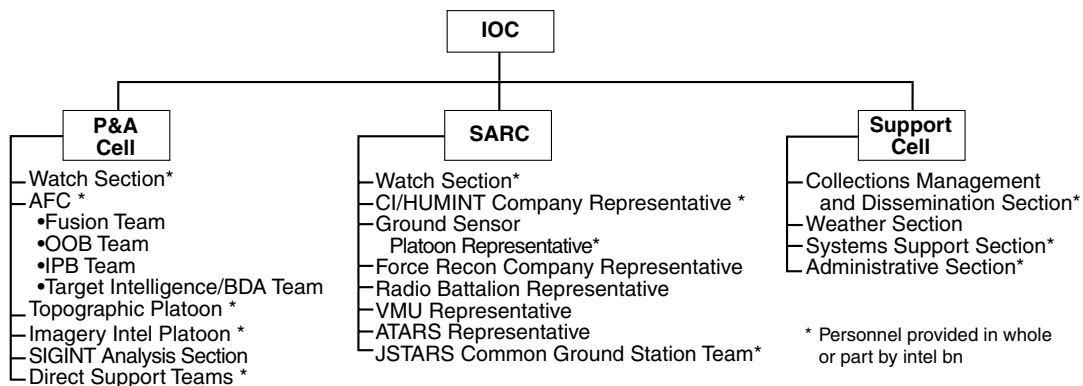 IOC
P&A
Cell
Watch Section*
AFC *
•Fusion Team
•OOB Team
•IPB Team
•Target Intelligence/BDA Team
Topographic Platoon *
Imagery Intel Platoon *
SIGINT Analysis Section
Direct Support Teams *
SARC
Watch Section*
CI/HUMINT Company Representative *
Ground Sensor
Platoon Representative*
Force Recon Company Representative
Radio Battalion Representative
VMU Representative
ATARS Representative
JSTARS Common Ground Station Team*
Support
Cell
Collections Management
and Dissemination Section*
Weather Section
Systems Support Section*
Administrative Section*
* Personnel provided in whole
or part by intel bn